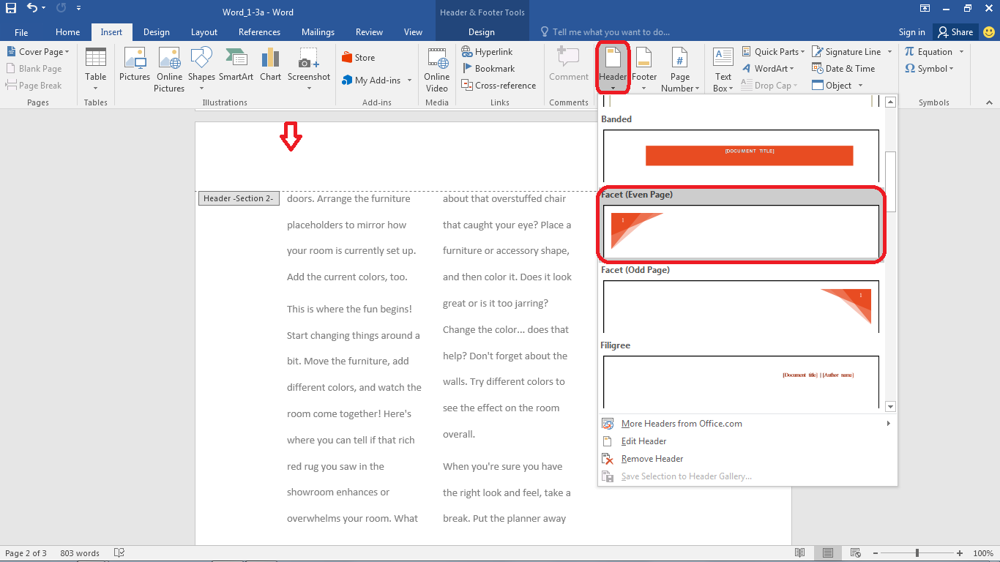 Word_1-3a - Word
Header & Footer Tools
File
Home
Insert
Design
Layout
References
Mailings
Review
View
Design
Tell me what you want to do...
Sign in
Share
Cover Page
Blank Page
Page Break
Pages
Table
Tables
Pictures
Online
Pictures
Shapes
SmartArt
Chart
Screenshot
Illustrations
Store
My Add-ins
Add-ins
Online
Video
Media
Hyperlink
Bookmark
Cross-reference
Links
Comment
Comments
Header
Footer
Page
Number
Text
Box
Quick Parts
WordArt
Drop Cap
Signature Line
Date & Time
Object
Equation
Symbol
Symbols
Header -Section 2-
doors. Arrange the furniture
placeholders to mirror how
your room is currently set up.
Add the current colors, too.
This is where the fun begins!
Start changing things around a
bit. Move the furniture, add
different colors, and watch the
room come together! Here's
where you can tell if that rich
red rug you saw in the
showroom enhances or
overwhelms your room. What
about that overstuffed chair
that caught your eye? Place a
furniture or accessory shape,
and then color it. Does it look
great or is it too jarring?
Change the color... does that
help? Don't forget about the
walls. Try different colors to
see the effect on the room
overall.
When you're sure you have
the right look and feel, take a
break. Put the planner away
Banded
[DOCUMENT TITLE]
Facet (Even Page)
1
Facet (Odd Page)
1
Filigree
[Document title] | [Author name]
More Headers from Office.com
Edit Header
Remove Header
Save Selection to Header Gallery...
Page 2 of 3
803 words
100%